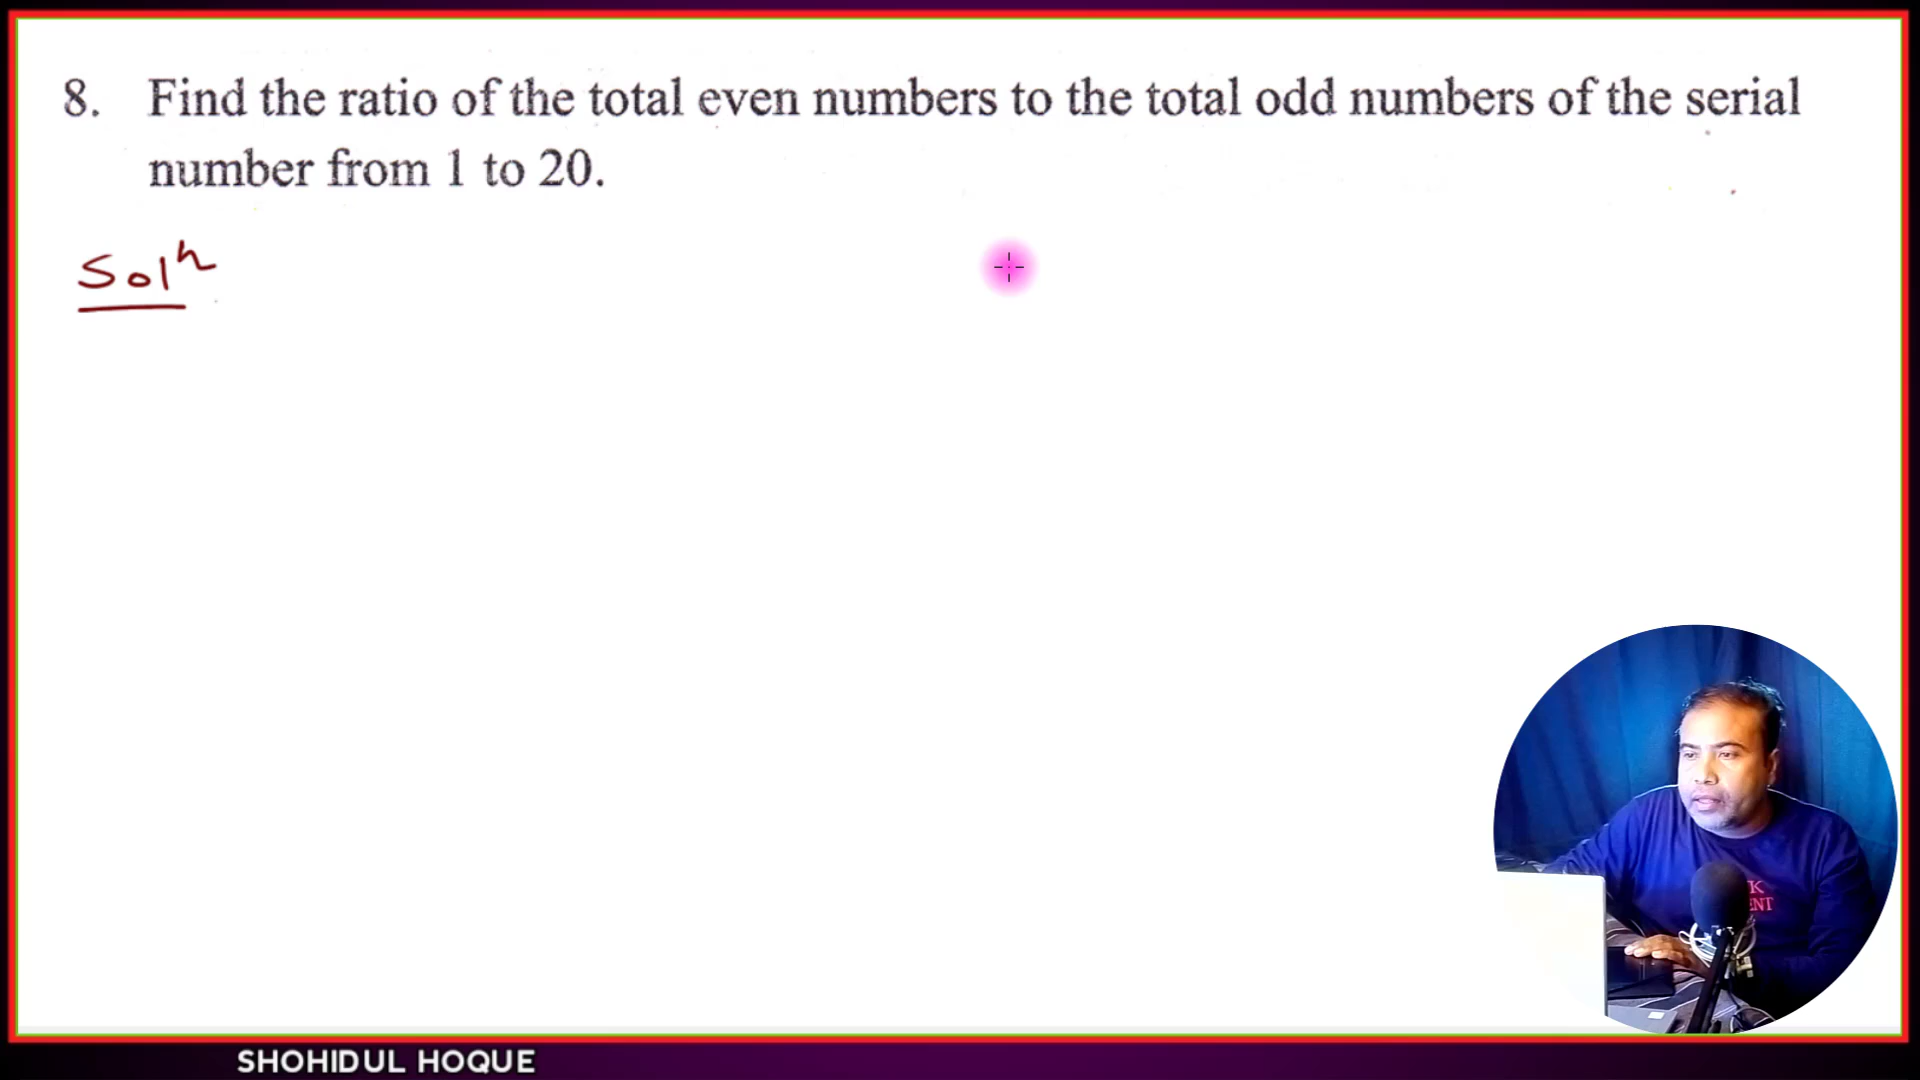 8. Find the ratio of the total even numbers to the total odd numbers of the serial
number from 1 to 20.
Solⁿ
K
ENT
SHOHIDUL HOQUE